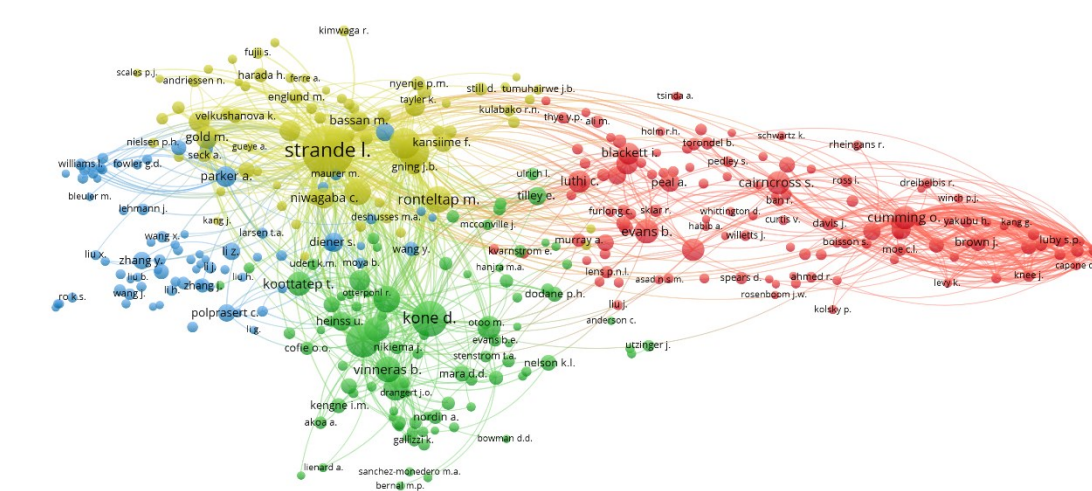 kimwaga r.
fujii s.
scales p.j.
andriessen n.
harada h.
ferre a.
nyenje p.m.
still d.
tumuhairwe j.b.
englund m.
tayler k.
tsinda a.
velkushanova k.
bassan m.
kulabako r.n.
thye y.p.
ali m.
nielsen p.h.
gold m.
gueye a.
strande l.
kansiime f.
holm r.h.
torondel b.
schwartz k.
rheingans r.
williams l.
fowler g.d.
seck a.
blackett i.
pedley s.
parker a.
maurer m.
gning j.b.
ulrich l.
luthi c.
peal a.
cairncross s.
ross i.
dreibelbis r.
bleuler m.
niwagaba c.
ronteltap m.
tilley e.
ban r.
winch p.j.
lehmann j.
kang j.
deshusses m.a.
mcconville j.
furlong c.
sklar r.
whittington d.
curtis v.
davis j.
cumming o.
yakubu h.
kang g.
wang x.
larsen t.a.
diener s.
wang y.
murray a.
evans b.
habib a.
willetts j.
boisson s.
brown j.
luby s.p.
liu x.
zhang y.
li z.
li j.
udert k.m.
moya b.
kvarnstrom e.
hanjra m.a.
lens p.n.l.
asad n.s.m.
spears d.
ahmed r.
moe c.l.
knee j.
capone d.
liu b.
liu h.
koottatep t.
otterpohl r.
dodane p.h.
rosenboom j.w.
levy k.
ro k.s.
wang j.
li h.
zhang j.
liu j.
kolsky p.
polprasert c.
heinss u.
kone d.
otoo m.
anderson c.
li g.
cofie o.o.
nikiema j.
evans b.e.
utzinger j.
vinneras b.
stenstrom t.a.
nelson k.l.
mara d.d.
drangert j.o.
kengne i.m.
akoa a.
nordin a.
gallizzi k.
bowman d.d.
lienard a.
sanchez-monedero m.a.
bernal m.p.